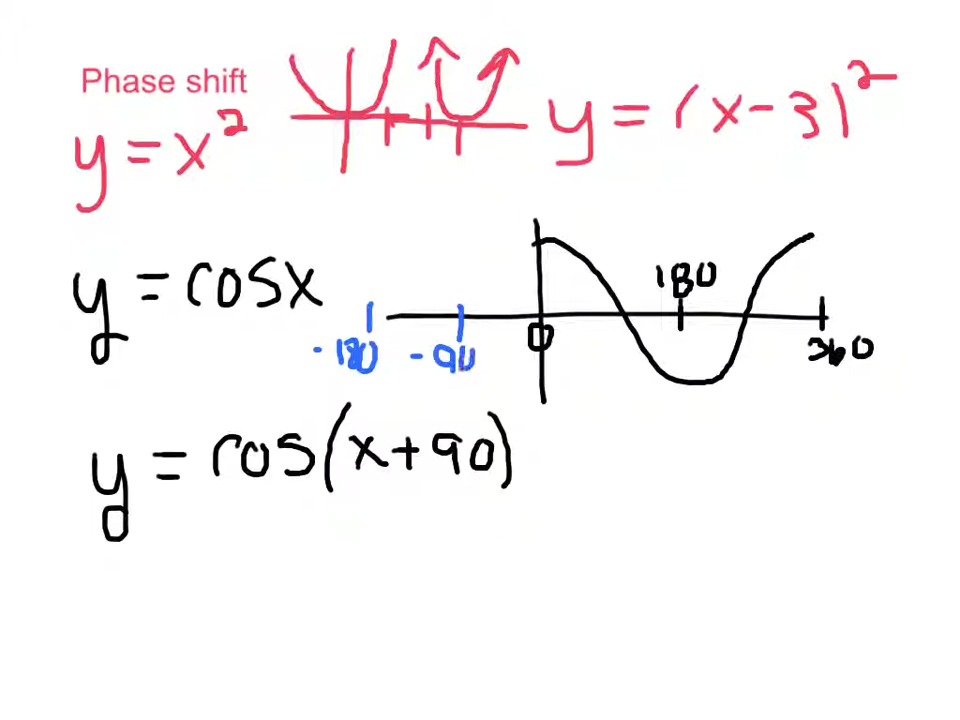 Phase shift
y = x² y = (x - 3)²
y = cosx
180
-180 -90 0 360
y = cos(x+90)